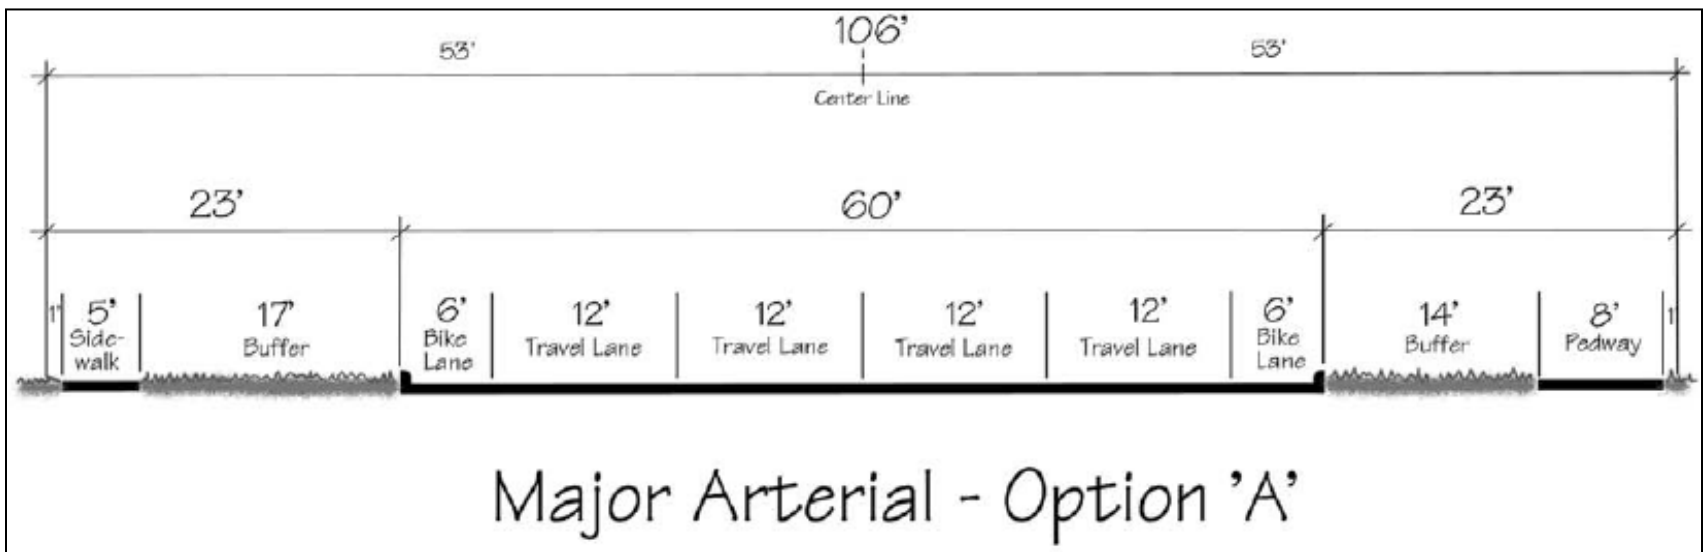 106'
53'
53'
Center Line
23'
60'
23'
1'
5'
Side-
walk
17'
Buffer
6'
Bike
Lane
12'
Travel Lane
12'
Travel Lane
12'
Travel Lane
12'
Travel Lane
6'
Bike
Lane
14'
Buffer
8'
Pedway
1'
Major Arterial - Option 'A'